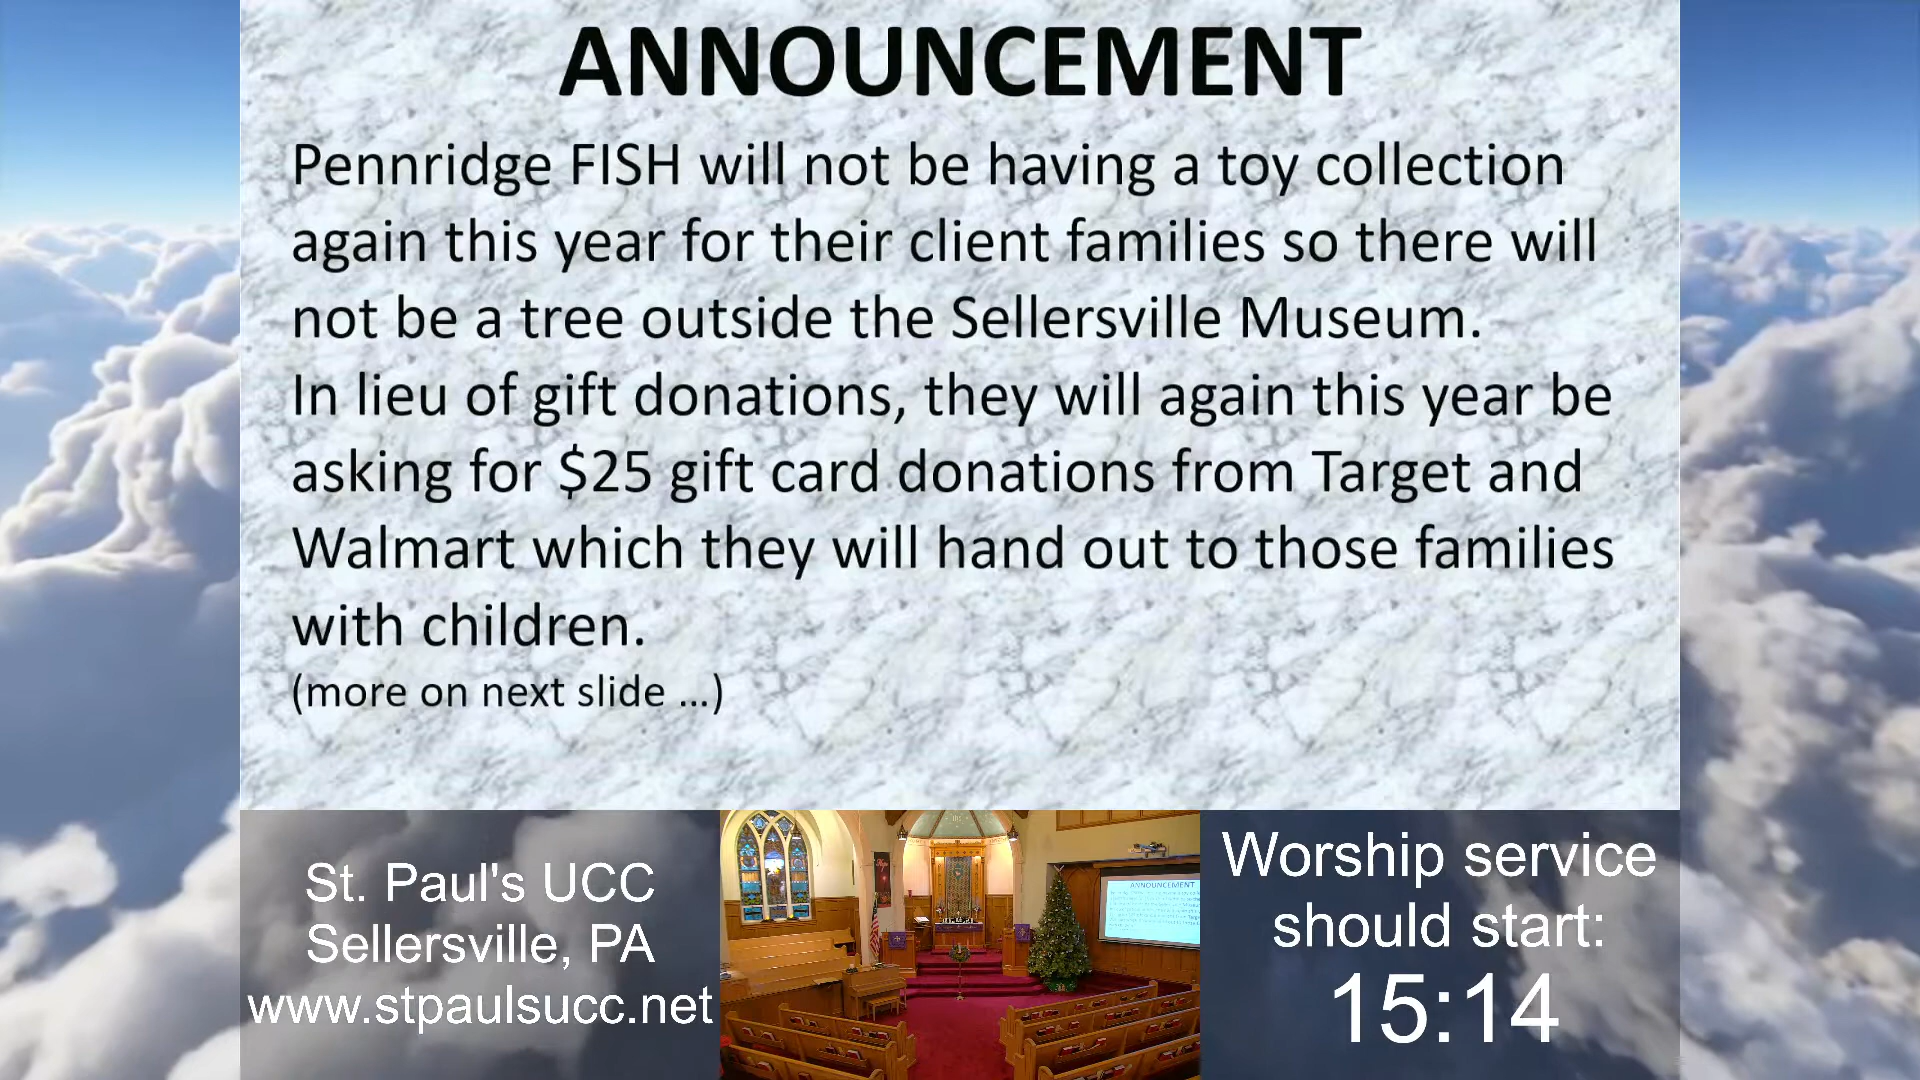 ANNOUNCEMENT
Pennridge FISH will not be having a toy collection
again this year for their client families so there will
not be a tree outside the Sellersville Museum.
In lieu of gift donations, they will again this year be
asking for $25 gift card donations from Target and
Walmart which they will hand out to those families
with children.
(more on next slide ...)
St. Paul's UCC
Sellersville, PA
www.stpaulsucc.net
ANNOUNCEMENT
Worship service
should start:
15:14